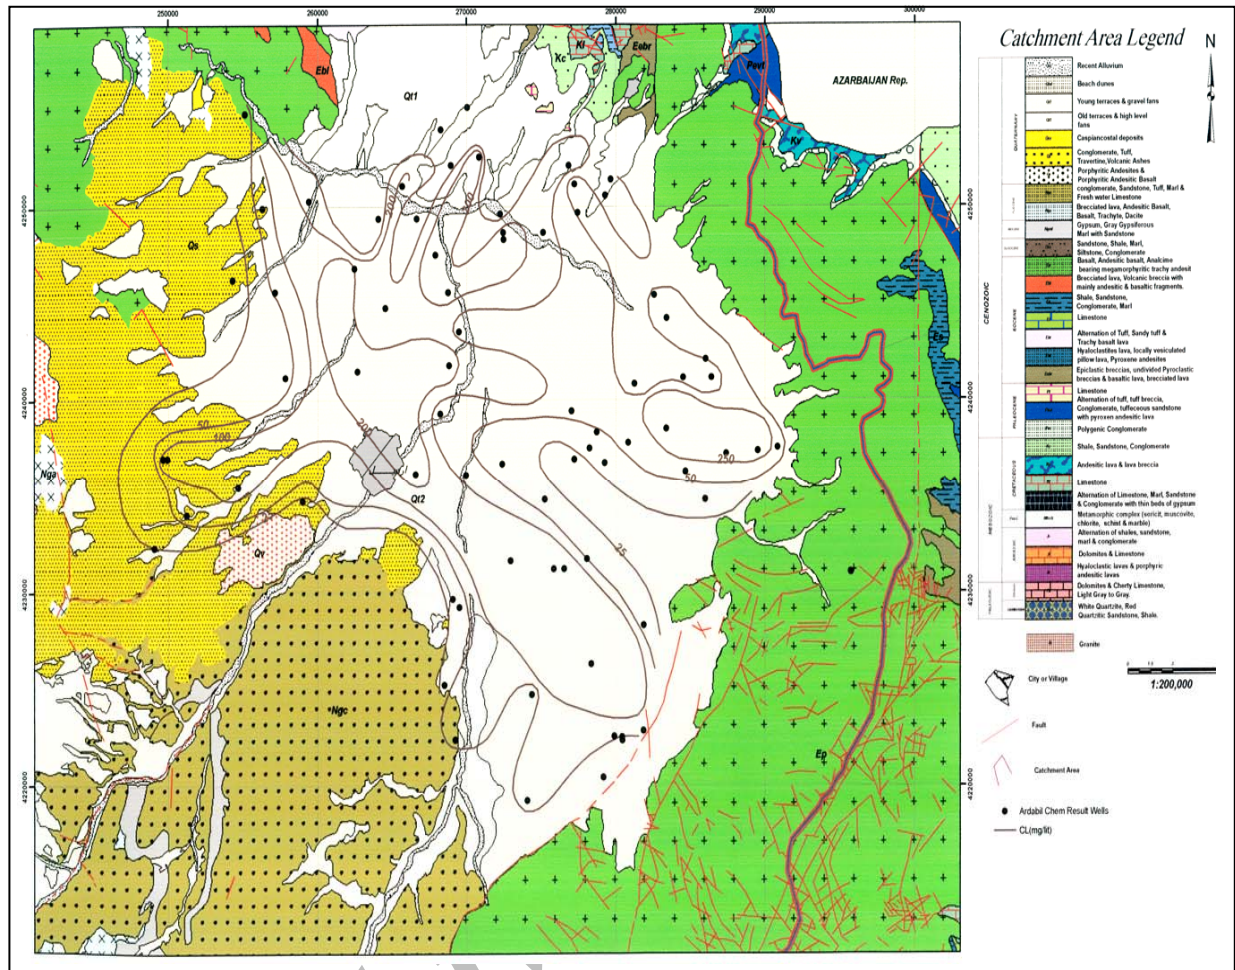 250000
260000
270000
280000
290000
300000
4250000
4240000
4230000
4220000
4250000
4240000
4230000
4220000
Ebl
Qt1
Kc
Kl
Eebr
AZARBAIJAN Rep.
Kv
Qs
50
100
Nga
Qt2
250
50
25
Qv
Ngc
Ep
Catchment Area Legend
N
CENOZOIC
QUATERNARY
EOCENE
PALEOCENE
CRETACEOUS
Recent Alluvium
Beach dunes
Young terraces & gravel fans
Old terraces & high level
fans
Caspiancostal deposits
Conglomerate, Tuff,
Travertine,Volcanic Ashes
Porphyritic Andesites &
Porphyritic Andesitic Basalt
conglomerate, Sandstone, Tuff, Marl &
Fresh water Limestone
Brecciated lava, Andesitic Basalt,
Basalt, Trachyte, Dacite
Gypsum, Gray Gypsiferous
Marl with Sandstone
Sandstone, Shale, Marl,
Siltstone, Conglomerate
Basalt, Andesitic basalt, Analcime
bearing megamorphyritic trachy andesit
Brecciated lava, Volcanic breccia with
mainly andesitic & basaltic fragments.
Shale, Sandstone,
Conglomerate, Marl
Limestone
Alternation of Tuff, Sandy tuff &
Trachy basalt lava
Hyaloclastites lava, locally vesiculated
pillow lava, Pyroxene andesites
Epiclastic breccias, undivided Pyroclastic
breccias & basaltic lava, brecciated lava
Limestone
Alternation of tuff, tuff breccia,
Conglomerate, tuffeceous sandstone
with pyroxen andesitic lava
Polygenic Conglomerate
Shale, Sandstone, Conglomerate
Andesitic lava & lava breccia
Limestone
Alternation of Limestone, Marl, Sandstone
& Conglomerate with thin beds of gypsum
Metamorphic complex (sericit, muscovite,
chlorite, schist & marble)
Alternation of shales, sandstone,
marl & conglomerate
Dolomites & Limestone
Hyaloclastic lavas & porphyric
andesitic lavas
Dolomites & Cherty Limestone,
Light Gray to Gray.
White Quartzite, Red
Quartzitic Sandstone, Shale.
Granite
City or Village
1:200,000
Fault
Catchment Area
Ardabil Chem Result Wells
CL(mg/lit)